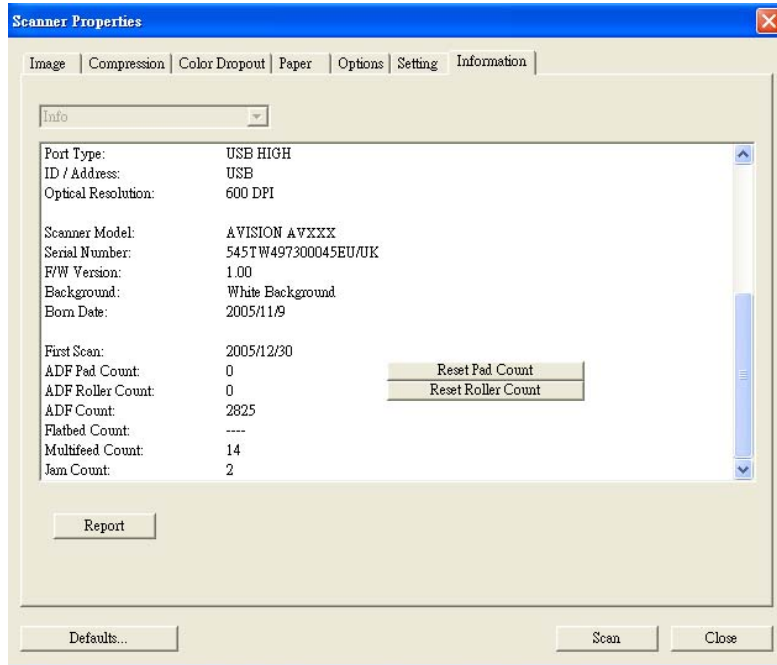 Scanner Properties
Image Compression Color Dropout Paper Options Setting Information
Info
Port Type: USB HIGH
ID / Address: USB
Optical Resolution: 600 DPI
Scanner Model: AVISION AVXXX
Serial Number: 545TW497300045EU/UK
F/W Version: 1.00
Background: White Background
Born Date: 2005/11/9
First Scan: 2005/12/30
ADF Pad Count: 0 Reset Pad Count
ADF Roller Count: 0 Reset Roller Count
ADF Count: 2825
Flatbed Count: ----
Multifeed Count: 14
Jam Count: 2
Report
Defaults... Scan Close